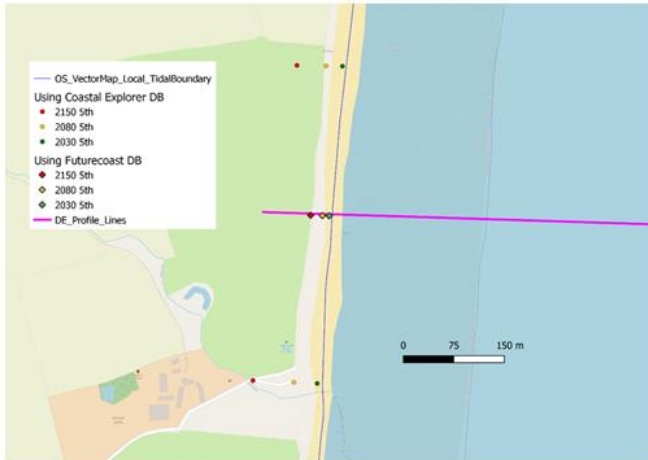 OS_VectorMap_Local_TidalBoundary
Using Coastal Explorer DB
2150 5th
2080 5th
2030 5th
Using Futurecoast DB
2150 5th
2080 5th
2030 5th
DE_Profile_Lines
0 75 150 m